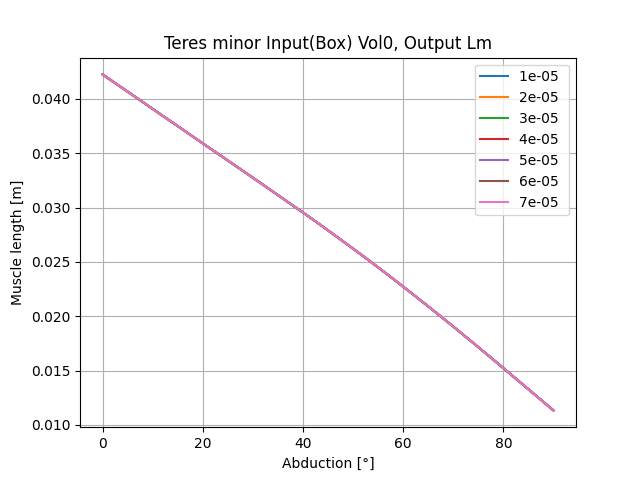 Teres minor Input(Box) Vol0, Output Lm
1e-05
2e-05
3e-05
4e-05
5e-05
6e-05
7e-05
0.040
0.035
0.030
0.025
0.020
0.015
0.010
Muscle length [m]
0 20 40 60 80
Abduction [°]